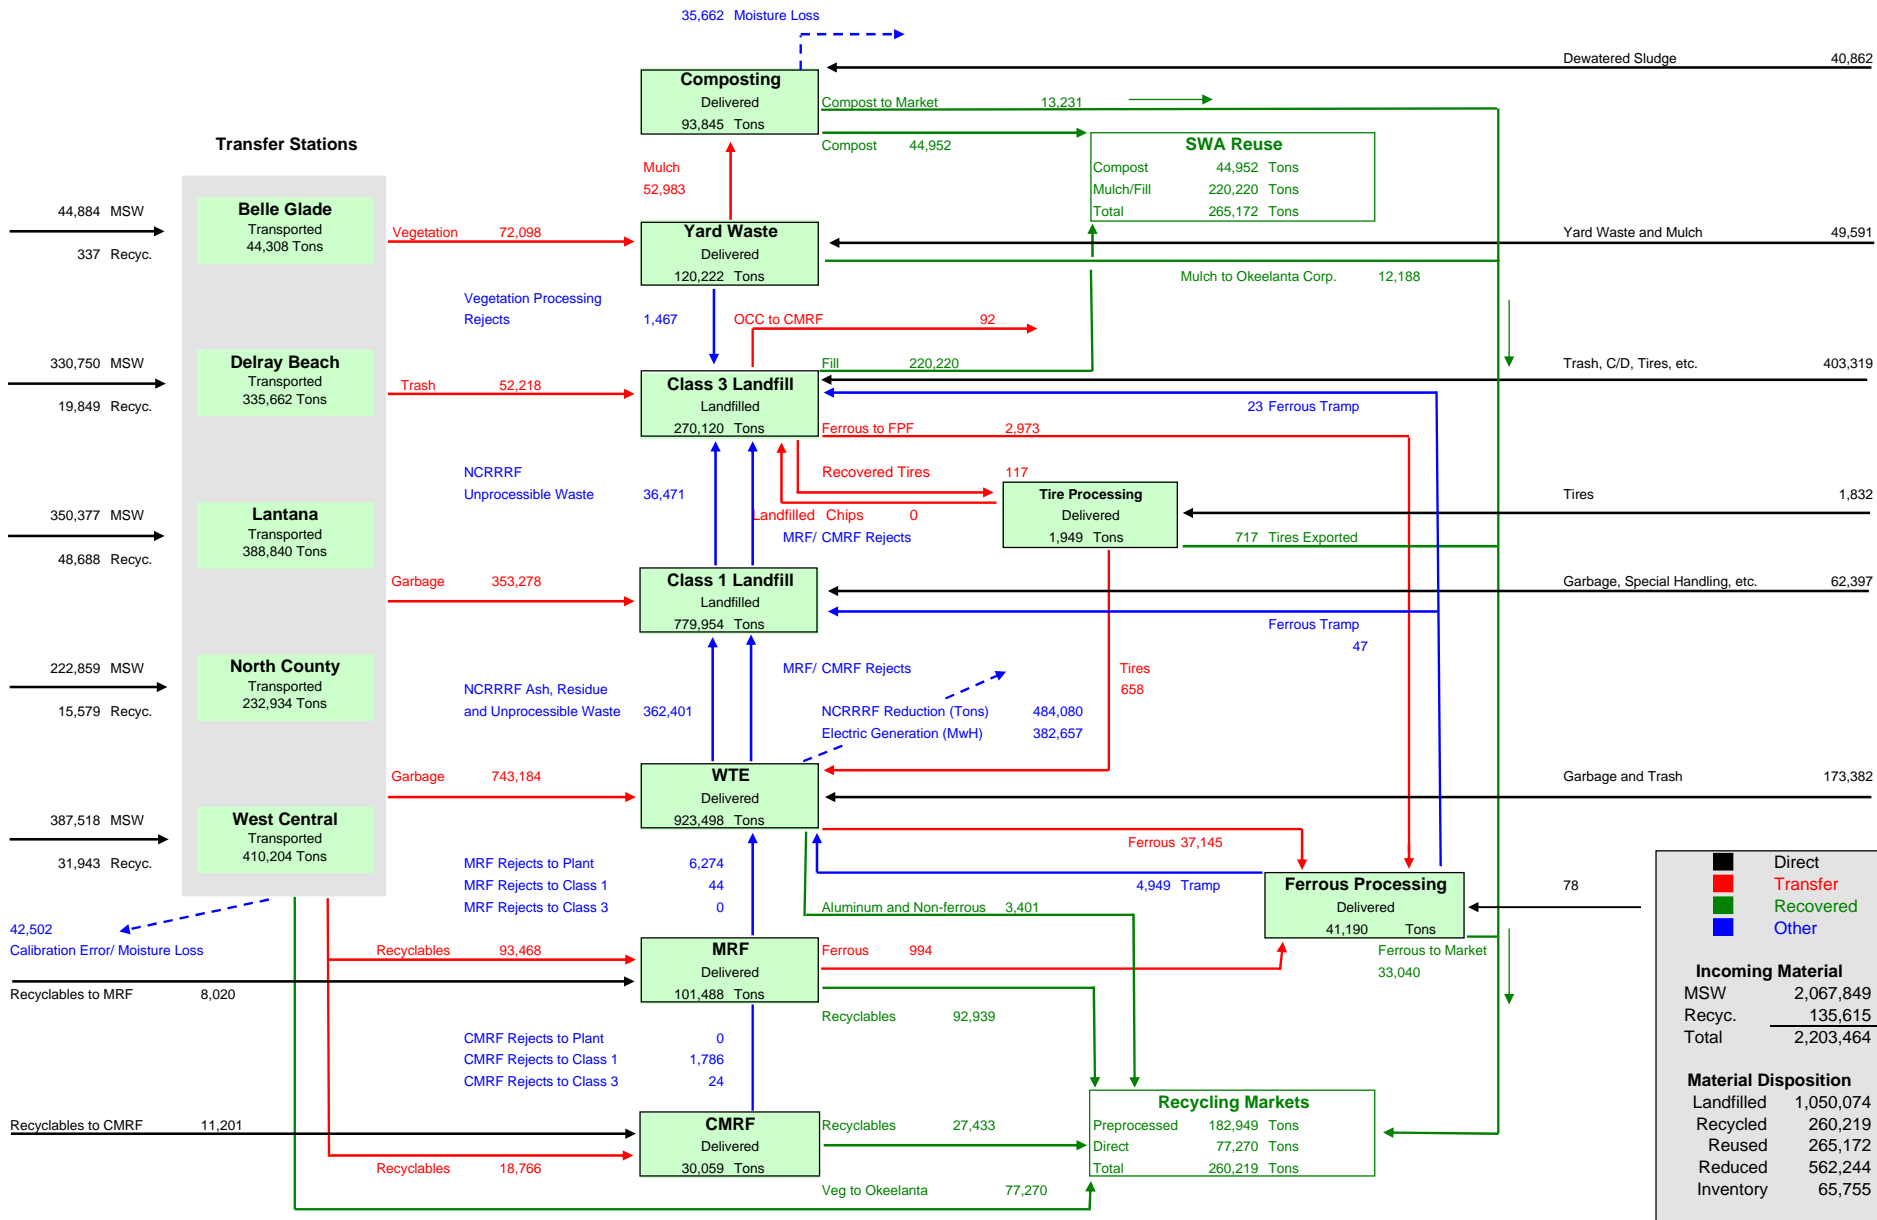 35,662 Moisture Loss
Dewatered Sludge 40,862
Composting
Delivered
93,845 Tons
Compost to Market 13,231
Compost 44,952
SWA Reuse
Compost 44,952 Tons
Mulch/Fill 220,220 Tons
Total 265,172 Tons
Transfer Stations
Mulch
52,983
44,884 MSW
337 Recyc.
Belle Glade
Transported
44,308 Tons
Vegetation 72,098
Yard Waste
Delivered
120,222 Tons
Yard Waste and Mulch 49,591
Mulch to Okeelanta Corp. 12,188
Vegetation Processing
Rejects 1,467
OCC to CMRF 92
330,750 MSW
19,849 Recyc.
Delray Beach
Transported
335,662 Tons
Trash 52,218
Fill 220,220
Class 3 Landfill
Landfilled
270,120 Tons
Trash, C/D, Tires, etc. 403,319
23 Ferrous Tramp
Ferrous to FPF 2,973
NCRRRF
Unprocessible Waste 36,471
Recovered Tires 117
Landfilled Chips 0
MRF/ CMRF Rejects
Tire Processing
Delivered
1,949 Tons
Tires 1,832
717 Tires Exported
350,377 MSW
48,688 Recyc.
Lantana
Transported
388,840 Tons
Garbage 353,278
Class 1 Landfill
Landfilled
779,954 Tons
Garbage, Special Handling, etc. 62,397
Ferrous Tramp
47
222,859 MSW
15,579 Recyc.
North County
Transported
232,934 Tons
MRF/ CMRF Rejects
Tires
658
NCRRRF Ash, Residue
and Unprocessible Waste 362,401
NCRRRF Reduction (Tons) 484,080
Electric Generation (MwH) 382,657
Garbage 743,184
WTE
Delivered
923,498 Tons
Garbage and Trash 173,382
387,518 MSW
31,943 Recyc.
West Central
Transported
410,204 Tons
Ferrous 37,145
MRF Rejects to Plant 6,274
MRF Rejects to Class 1 44
MRF Rejects to Class 3 0
4,949 Tramp
Aluminum and Non-ferrous 3,401
Ferrous Processing
Delivered
41,190 Tons
78
Ferrous to Market
33,040
42,502
Calibration Error/ Moisture Loss
Recyclables 93,468
Recyclables to MRF 8,020
MRF
Delivered
101,488 Tons
Ferrous 994
Recyclables 92,939
CMRF Rejects to Plant 0
CMRF Rejects to Class 1 1,786
CMRF Rejects to Class 3 24
Recyclables to CMRF 11,201
Recyclables 18,766
CMRF
Delivered
30,059 Tons
Recyclables 27,433
Veg to Okeelanta 77,270
Recycling Markets
Preprocessed 182,949 Tons
Direct 77,270 Tons
Total 260,219 Tons
Direct
Transfer
Recovered
Other
Incoming Material
MSW 2,067,849
Recyc. 135,615
Total 2,203,464
Material Disposition
Landfilled 1,050,074
Recycled 260,219
Reused 265,172
Reduced 562,244
Inventory 65,755